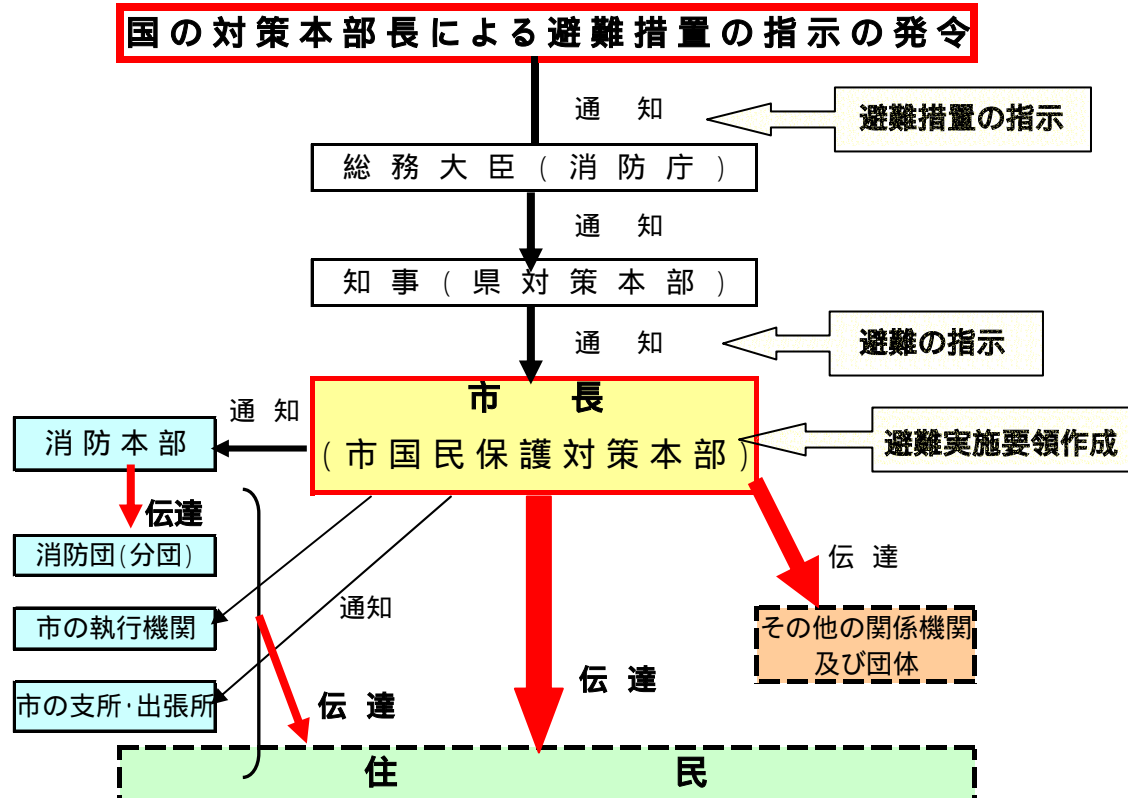 国の対策本部長による避難措置の指示の発令
通 知
避難措置の指示
総務大臣(消防庁)
通 知
知事(県対策本部)
通 知
避難の指示
市 長
(市国民保護対策本部)
避難実施要領作成
通 知
消防本部
伝達
消防団(分団)
市の執行機関
市の支所・出張所
通知
伝 達
伝 達
伝 達
その他の関係機関
及び団体
住 民